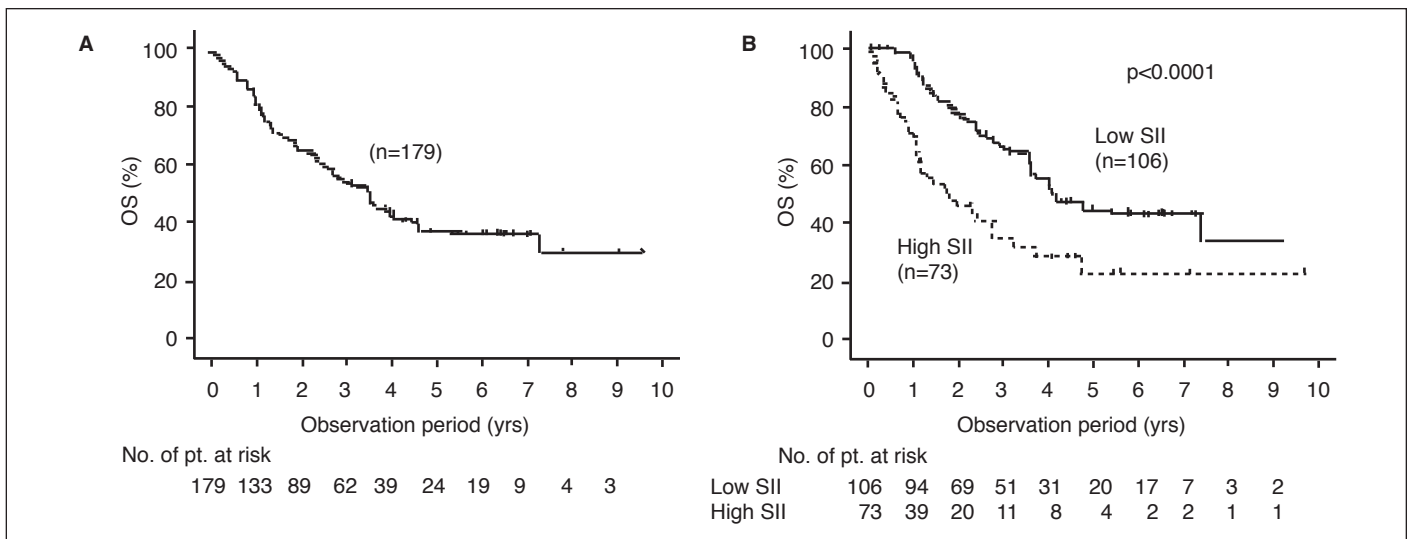 A
OS (%)
100
80
60
40
20
0
(n=179)
0 1 2 3 4 5 6 7 8 9 10
Observation period (yrs)
No. of pt. at risk
179 133 89 62 39 24 19 9 4 3
B
OS (%)
100
80
60
40
20
0
p<0.0001
Low SII
(n=106)
High SII
(n=73)
0 1 2 3 4 5 6 7 8 9 10
Observation period (yrs)
No. of pt. at risk
Low SII 106 94 69 51 31 20 17 7 3 2
High SII 73 39 20 11 8 4 2 2 1 1